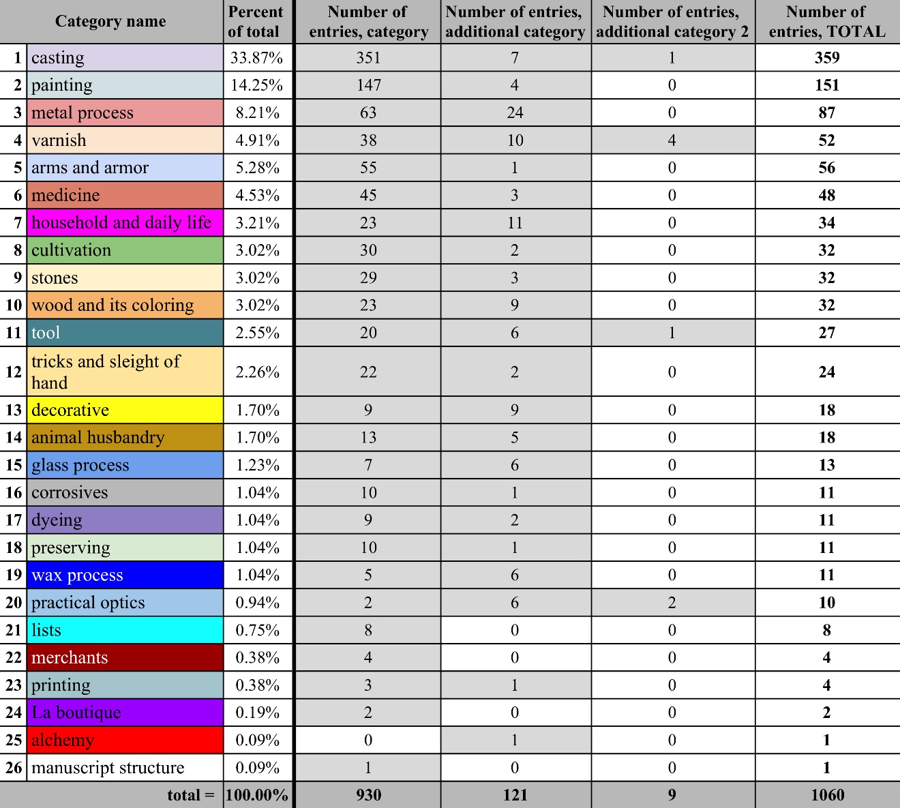 Category name Percent of total Number of entries, category Number of entries, additional category Number of entries, additional category 2 Number of entries, TOTAL
1 casting 33.87% 351 7 1 359
2 painting 14.25% 147 4 0 151
3 metal process 8.21% 63 24 0 87
4 varnish 4.91% 38 10 4 52
5 arms and armor 5.28% 55 1 0 56
6 medicine 4.53% 45 3 0 48
7 household and daily life 3.21% 23 11 0 34
8 cultivation 3.02% 30 2 0 32
9 stones 3.02% 29 3 0 32
10 wood and its coloring 3.02% 23 9 0 32
11 tool 2.55% 20 6 1 27
12 tricks and sleight of hand 2.26% 22 2 0 24
13 decorative 1.70% 9 9 0 18
14 animal husbandry 1.70% 13 5 0 18
15 glass process 1.23% 7 6 0 13
16 corrosives 1.04% 10 1 0 11
17 dyeing 1.04% 9 2 0 11
18 preserving 1.04% 10 1 0 11
19 wax process 1.04% 5 6 0 11
20 practical optics 0.94% 2 6 2 10
21 lists 0.75% 8 0 0 8
22 merchants 0.38% 4 0 0 4
23 printing 0.38% 3 1 0 4
24 La boutique 0.19% 2 0 0 2
25 alchemy 0.09% 0 1 0 1
26 manuscript structure 0.09% 1 0 0 1
total = 100.00% 930 121 9 1060